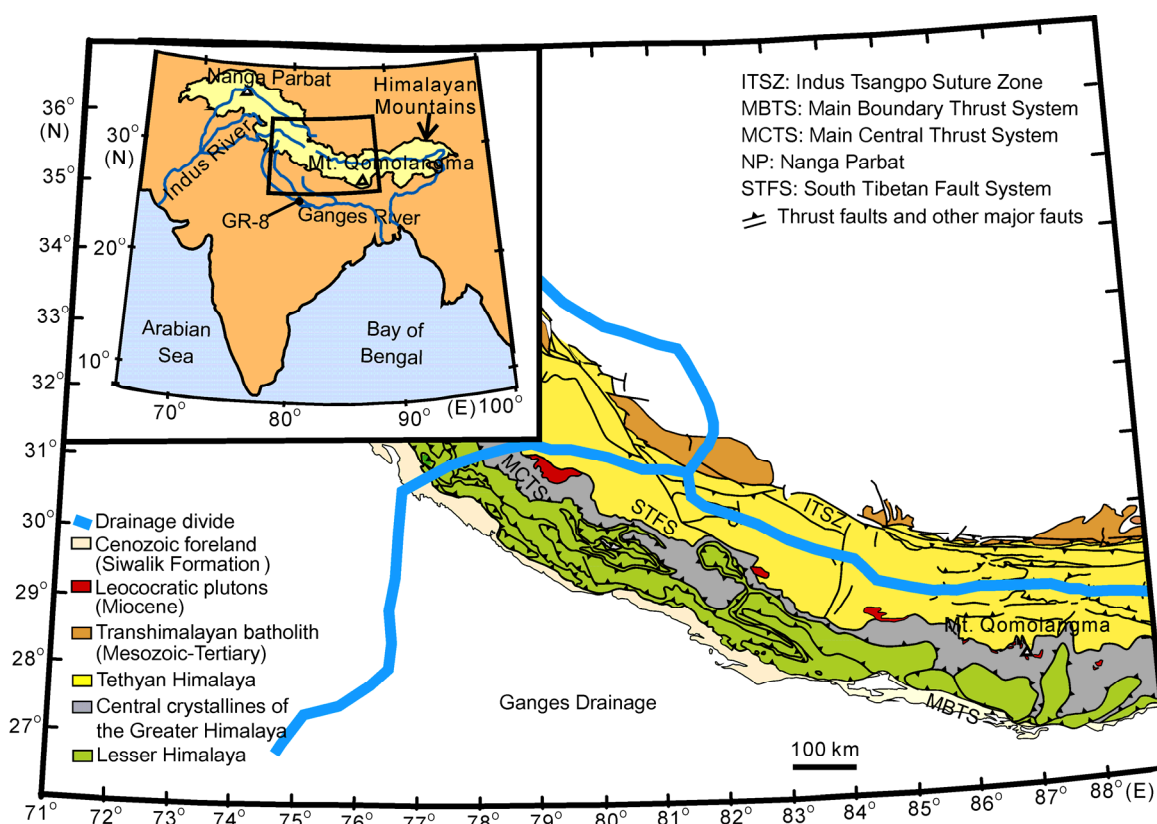 Nanga Parbat
Himalayan
Mountains
Mt. Qomolangma
Indus River
GR-8
Ganges River
Arabian
Sea
Bay of
Bengal
30°
(N)
20°
10°
70°
80°
90°
(E)
100°
ITSZ: Indus Tsangpo Suture Zone
MBTS: Main Boundary Thrust System
MCTS: Main Central Thrust System
NP: Nanga Parbat
STFS: South Tibetan Fault System
Thrust faults and other major fauts
36°
(N)
35°
34°
33°
32°
31°
30°
29°
28°
27°
MCTS
STFS
ITSZ
Mt. Qomolangma
MBTS
Ganges Drainage
100 km
Drainage divide
Cenozoic foreland
(Siwalik Formation )
Leococratic plutons
(Miocene)
Transhimalayan batholith
(Mesozoic-Tertiary)
Tethyan Himalaya
Central crystallines of
the Greater Himalaya
Lesser Himalaya
71°
72°
73°
74°
75°
76°
77°
78°
79°
80°
81°
82°
83°
84°
85°
86°
87°
88°
(E)